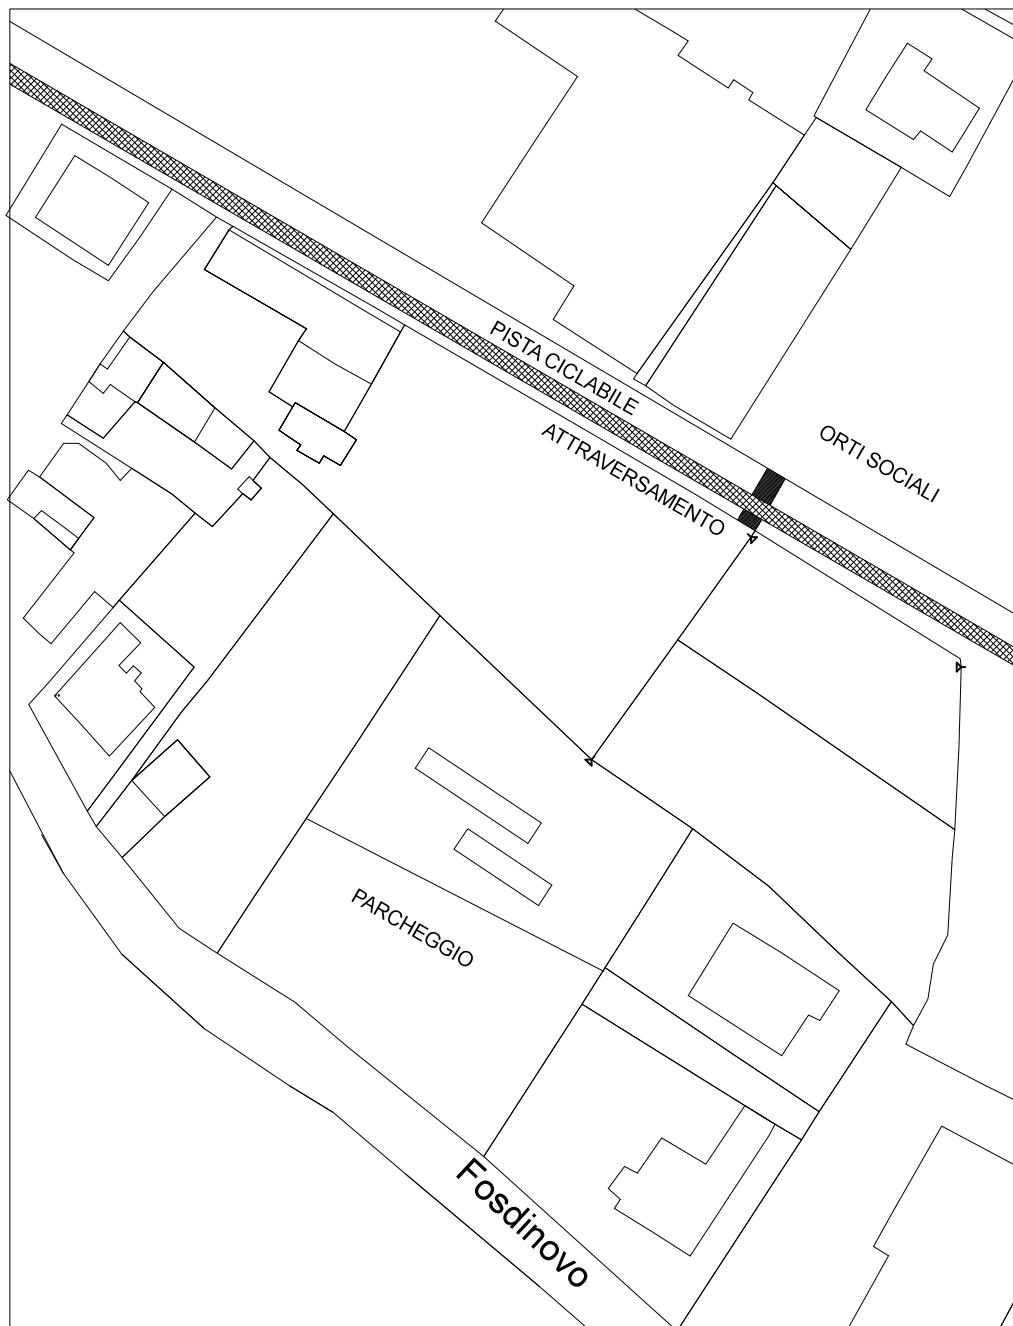 PISTA CICLABILE
ATTRAVERSAMENTO
ORTI SOCIALI
PARCHEGGIO
Fosdinovo